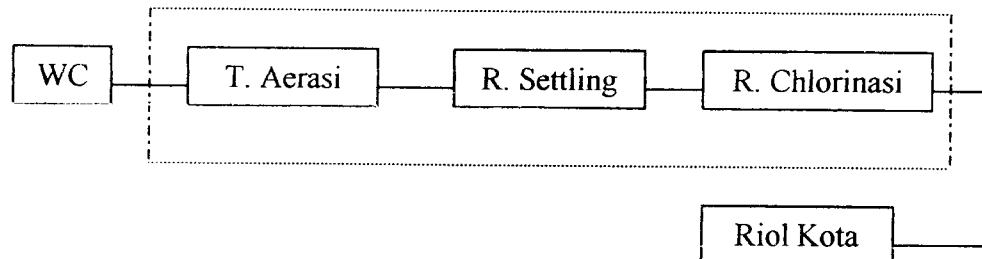 WC
T. Aerasi
R. Settling
R. Chlorinasi
Riol Kota